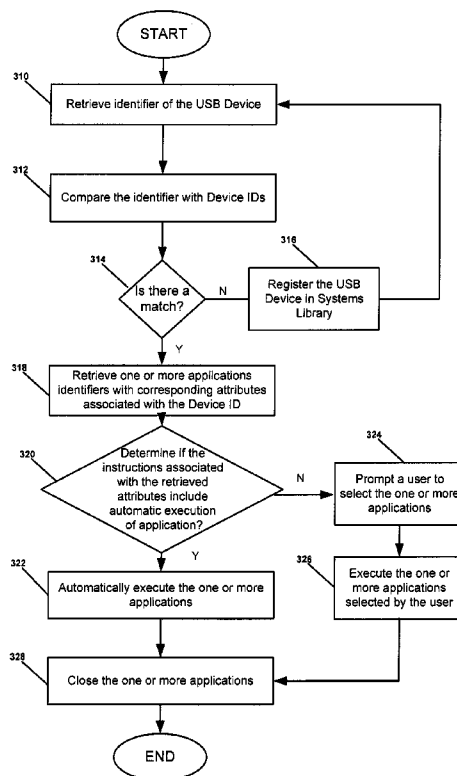 START
310
Retrieve identifier of the USB Device
312
Compare the identifier with Device IDs
314
Is there a
match?
N
316
Register the USB
Device in Systems
Library
Y
318
Retrieve one or more applications
identifiers with corresponding attributes
associated with the Device ID
320
Determine if the
instructions associated
with the retrieved
attributes include
automatic execution
of application?
N
324
Prompt a user to
select the one or more
applications
Y
322
Automatically execute the one or more
applications
326
Execute the one or
more applications
selected by the user
328
Close the one or more applications
END